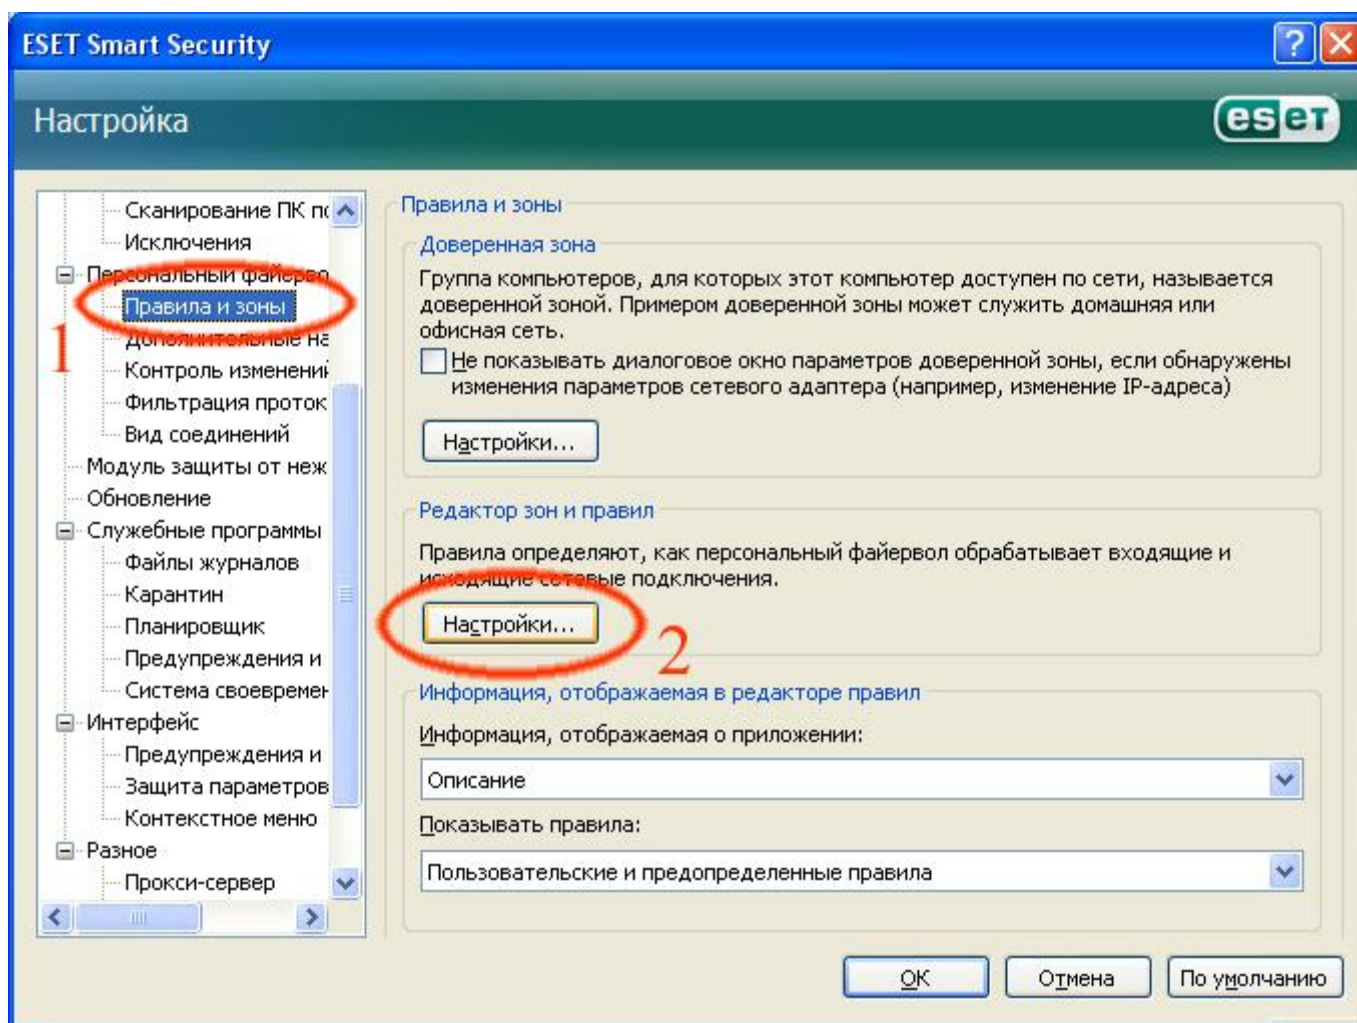 ESET Smart Security
Настройка
eset
Сканирование ПК по
Исключения
Персональный файерво
Правила и зоны
1
Дополнительные на
Контроль изменений
Фильтрация проток
Вид соединений
Модуль защиты от неж
Обновление
Служебные программы
Файлы журналов
Карантин
Планировщик
Предупреждения и
Система своевремен
Интерфейс
Предупреждения и
Защита параметров
Контекстное меню
Разное
Прокси-сервер
Правила и зоны
Доверенная зона
Группа компьютеров, для которых этот компьютер доступен по сети, называется
доверенной зоной. Примером доверенной зоны может служить домашняя или
офисная сеть.
Не показывать диалоговое окно параметров доверенной зоны, если обнаружены
изменения параметров сетевого адаптера (например, изменение IP-адреса)
Настройки...
Редактор зон и правил
Правила определяют, как персональный файервол обрабатывает входящие и
исходящие сетевые подключения.
Настройки...
2
Информация, отображаемая в редакторе правил
Информация, отображаемая о приложении:
Описание
Показывать правила:
Пользовательские и предопределенные правила
OK
Отмена
По умолчанию